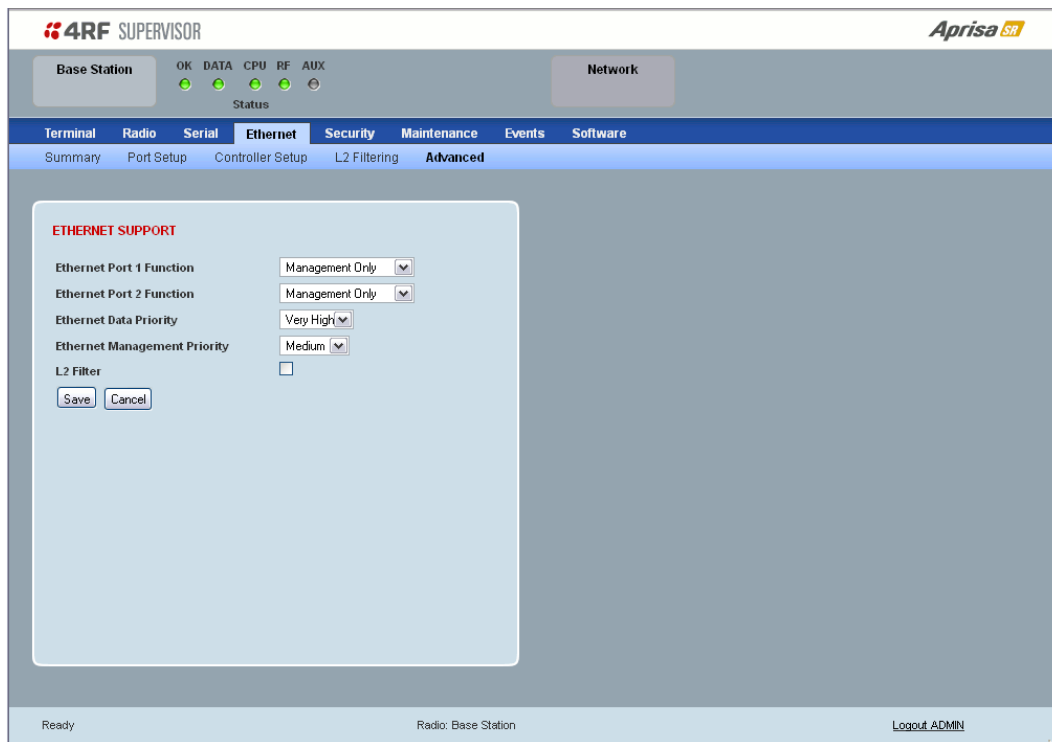 4RF SUPERVISOR
Aprisa SR
Base Station
OK DATA CPU RF AUX
Status
Network
Terminal Radio Serial Ethernet Security Maintenance Events Software
Summary Port Setup Controller Setup L2 Filtering Advanced
ETHERNET SUPPORT
Ethernet Port 1 Function Management Only
Ethernet Port 2 Function Management Only
Ethernet Data Priority Very High
Ethernet Management Priority Medium
L2 Filter
Save Cancel
Ready Radio: Base Station Logout ADMIN